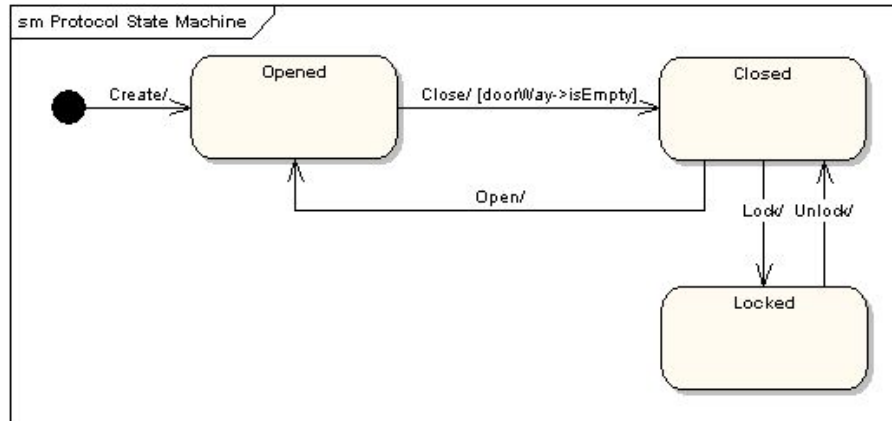 sm Protocol State Machine
Opened
Closed
Create/
Close/ [doorWay->isEmpty]
Open/
Lock/ Unlock/
Locked